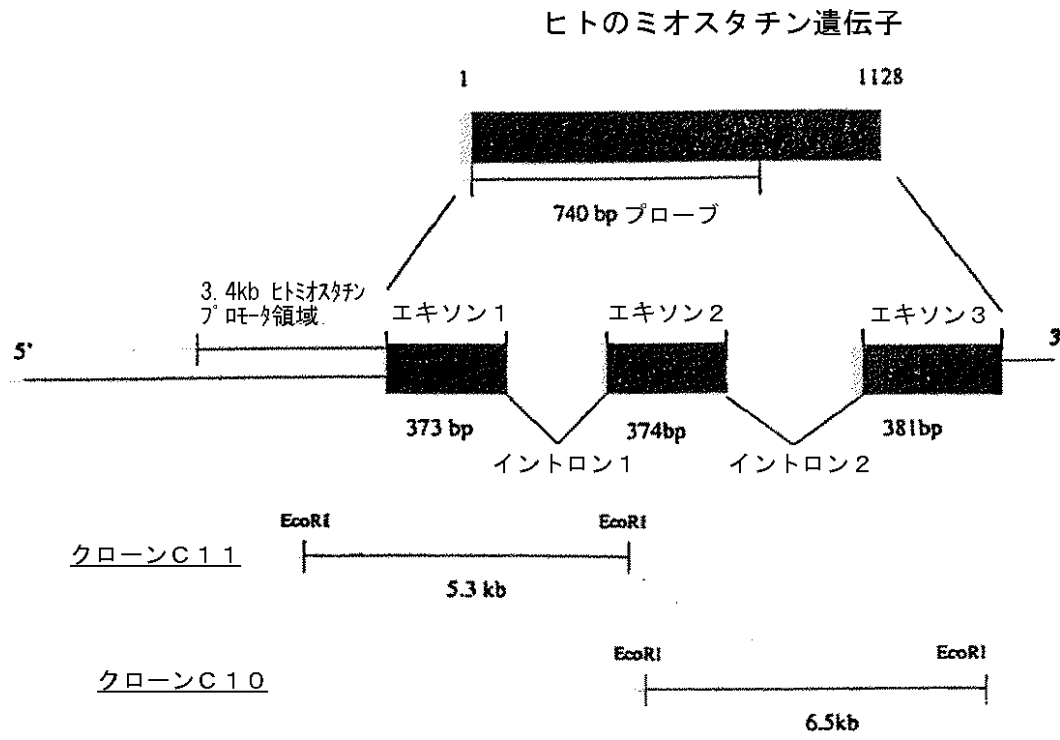 ヒトのミオスタチン遺伝子
1
1128
740 bp プローブ
3.4kb ヒトミオスタチン
プロモータ領域.
エキソン1
エキソン2
エキソン3
5'
3
373 bp
374bp
381bp
イントロン1
イントロン2
EcoRI
EcoRI
クローンC11
5.3 kb
EcoRI
EcoRI
クローンC10
6.5kb